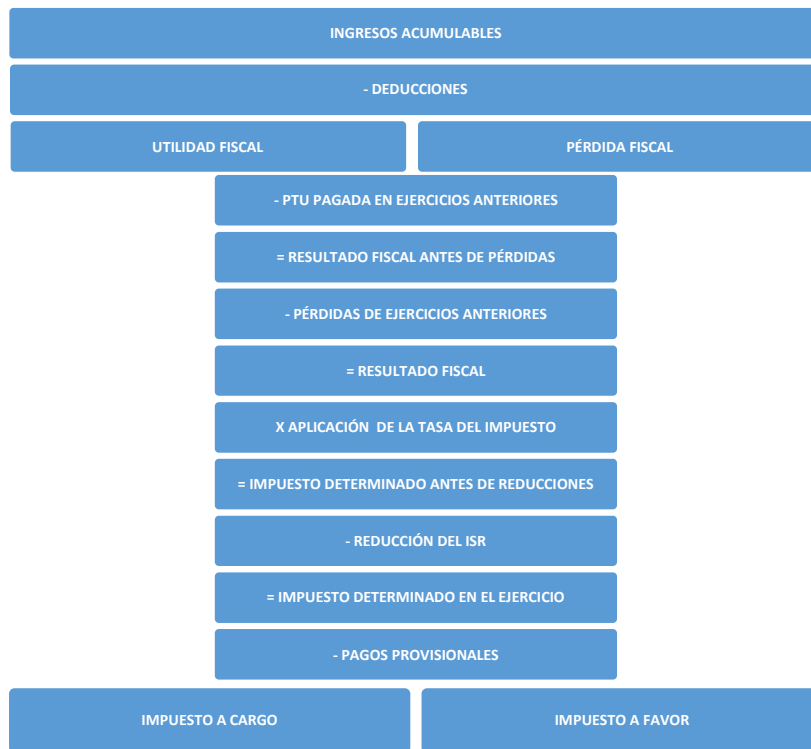 INGRESOS ACUMULABLES
- DEDUCCIONES
UTILIDAD FISCAL
PÉRDIDA FISCAL
- PTU PAGADA EN EJERCICIOS ANTERIORES
= RESULTADO FISCAL ANTES DE PÉRDIDAS
- PÉRDIDAS DE EJERCICIOS ANTERIORES
= RESULTADO FISCAL
X APLICACIÓN DE LA TASA DEL IMPUESTO
= IMPUESTO DETERMINADO ANTES DE REDUCCIONES
- REDUCCIÓN DEL ISR
= IMPUESTO DETERMINADO EN EL EJERCICIO
- PAGOS PROVISIONALES
IMPUESTO A CARGO
IMPUESTO A FAVOR